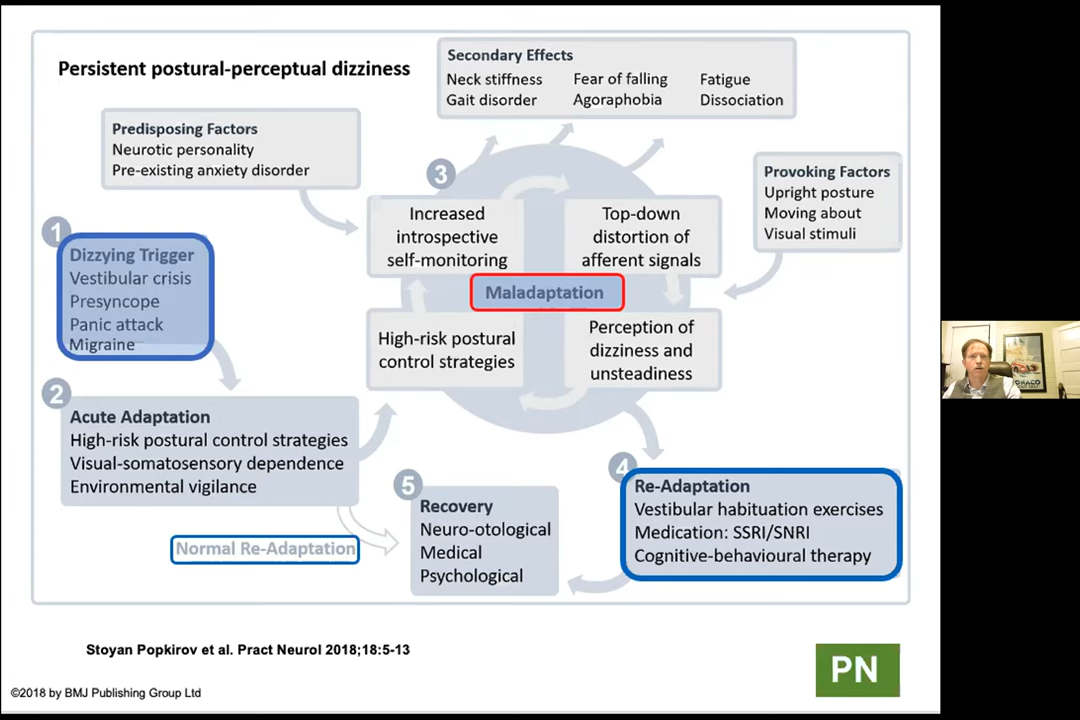 Persistent postural-perceptual dizziness
Secondary Effects
Neck stiffness Fear of falling Fatigue
Gait disorder Agoraphobia Dissociation
Predisposing Factors
Neurotic personality
Pre-existing anxiety disorder
3
Provoking Factors
Upright posture
Moving about
Visual stimuli
1
Dizzying Trigger
Vestibular crisis
Presyncope
Panic attack
Migraine
Increased
introspective
self-monitoring
Top-down
distortion of
afferent signals
Maladaptation
High-risk postural
control strategies
Perception of
dizziness and
unsteadiness
2
Acute Adaptation
High-risk postural control strategies
Visual-somatosensory dependence
Environmental vigilance
Normal Re-Adaptation
5
Recovery
Neuro-otological
Medical
Psychological
4
Re-Adaptation
Vestibular habituation exercises
Medication: SSRI/SNRI
Cognitive-behavioural therapy
Stoyan Popkirov et al. Pract Neurol 2018;18:5-13
©2018 by BMJ Publishing Group Ltd
PN